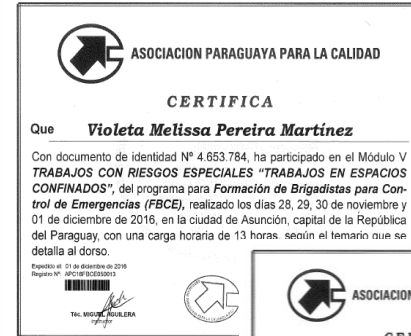 ASOCIACION PARAGUAYA PARA LA CALIDAD
CERTIFICA
Que Violeta Melissa Pereira Martínez
Con documento de identidad Nº 4.653.784, ha participado en el Módulo V
TRABAJOS CON RIESGOS ESPECIALES “TRABAJOS EN ESPACIOS
CONFINADOS”, del programa para Formación de Brigadistas para Con-
trol de Emergencias (FBCE), realizado los días 28, 29, 30 de noviembre y
01 de diciembre de 2016, en la ciudad de Asunción, capital de la República
del Paraguay, con una carga horaria de 13 horas, según el temario que se
detalla al dorso.
Expedido el: 01 de diciembre de 2016
Registro Nº: APC16FBCE050013
Téc. MIGUEL AGUILERA
Instructor
ASOCIACION